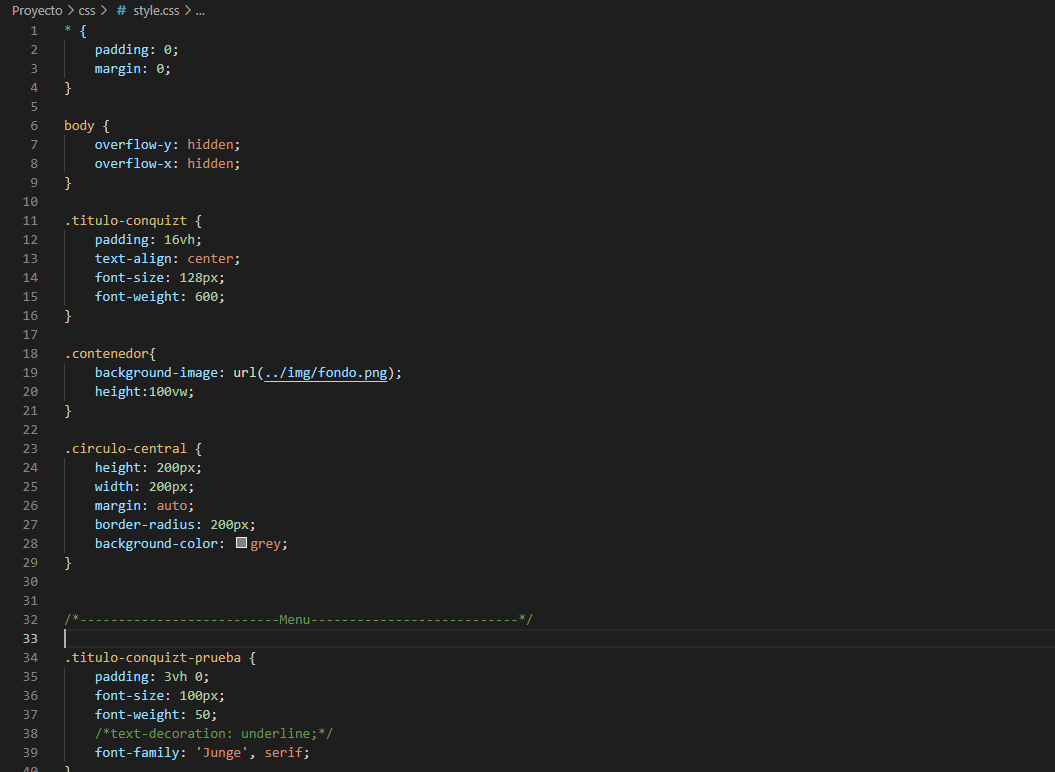 Proyecto > css > # style.css > ...
1 * {
2 padding: 0;
3 margin: 0;
4 }
5
6 body {
7 overflow-y: hidden;
8 overflow-x: hidden;
9 }
10
11 .titulo-conquizt {
12 padding: 16vh;
13 text-align: center;
14 font-size: 128px;
15 font-weight: 600;
16 }
17
18 .contenedor{
19 background-image: url(../img/fondo.png);
20 height:100vw;
21 }
22
23 .circulo-central {
24 height: 200px;
25 width: 200px;
26 margin: auto;
27 border-radius: 200px;
28 background-color: grey;
29 }
30
31
32 /*--------------------------Menu---------------------------*/
33
34 .titulo-conquizt-prueba {
35 padding: 3vh 0;
36 font-size: 100px;
37 font-weight: 50;
38 /*text-decoration: underline;*/
39 font-family: 'Junge', serif;
40 }